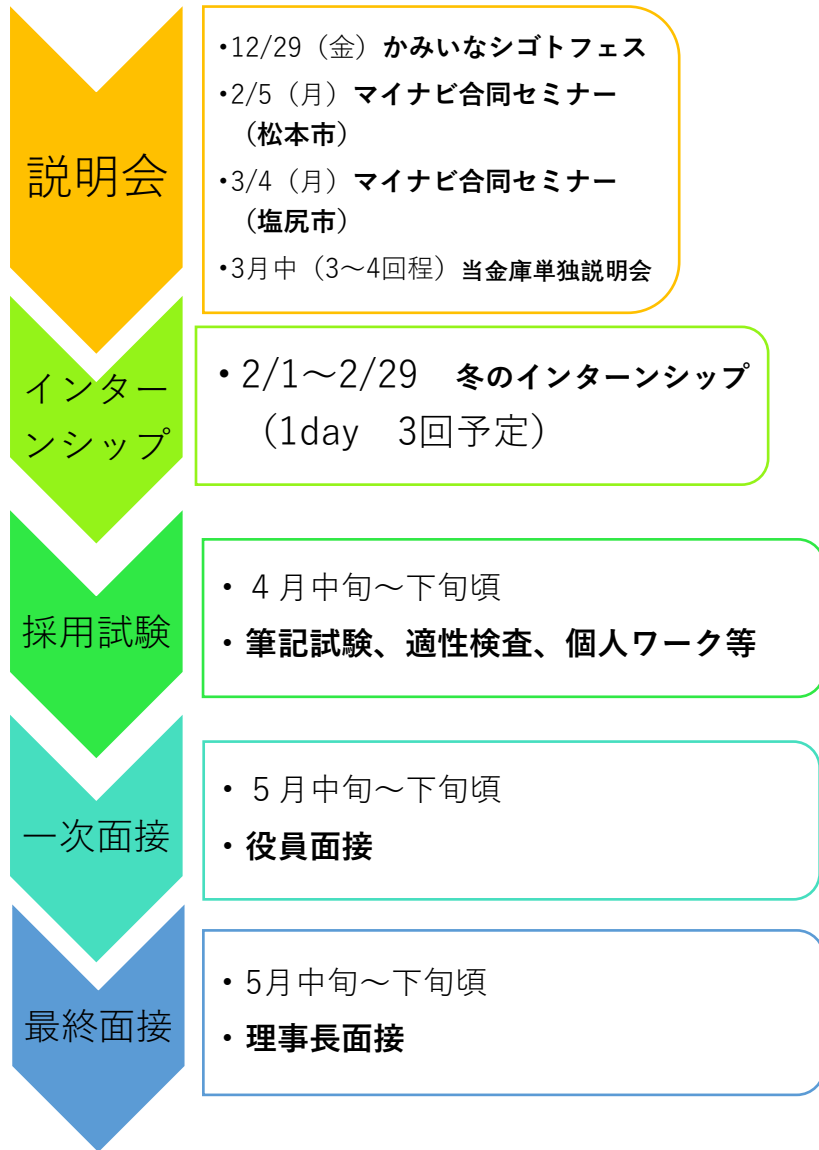 説明会
・12/29（金）かみいなシゴトフェス
・2/5（月）マイナビ合同セミナー
（松本市）
・3/4（月）マイナビ合同セミナー
（塩尻市）
・3月中（3～4回程）当金庫単独説明会
インター
ンシップ
・2/1～2/29　冬のインターンシップ
（1day　3回予定）
採用試験
・４月中旬～下旬頃
・筆記試験、適性検査、個人ワーク等
一次面接
・５月中旬～下旬頃
・役員面接
最終面接
・5月中旬～下旬頃
・理事長面接